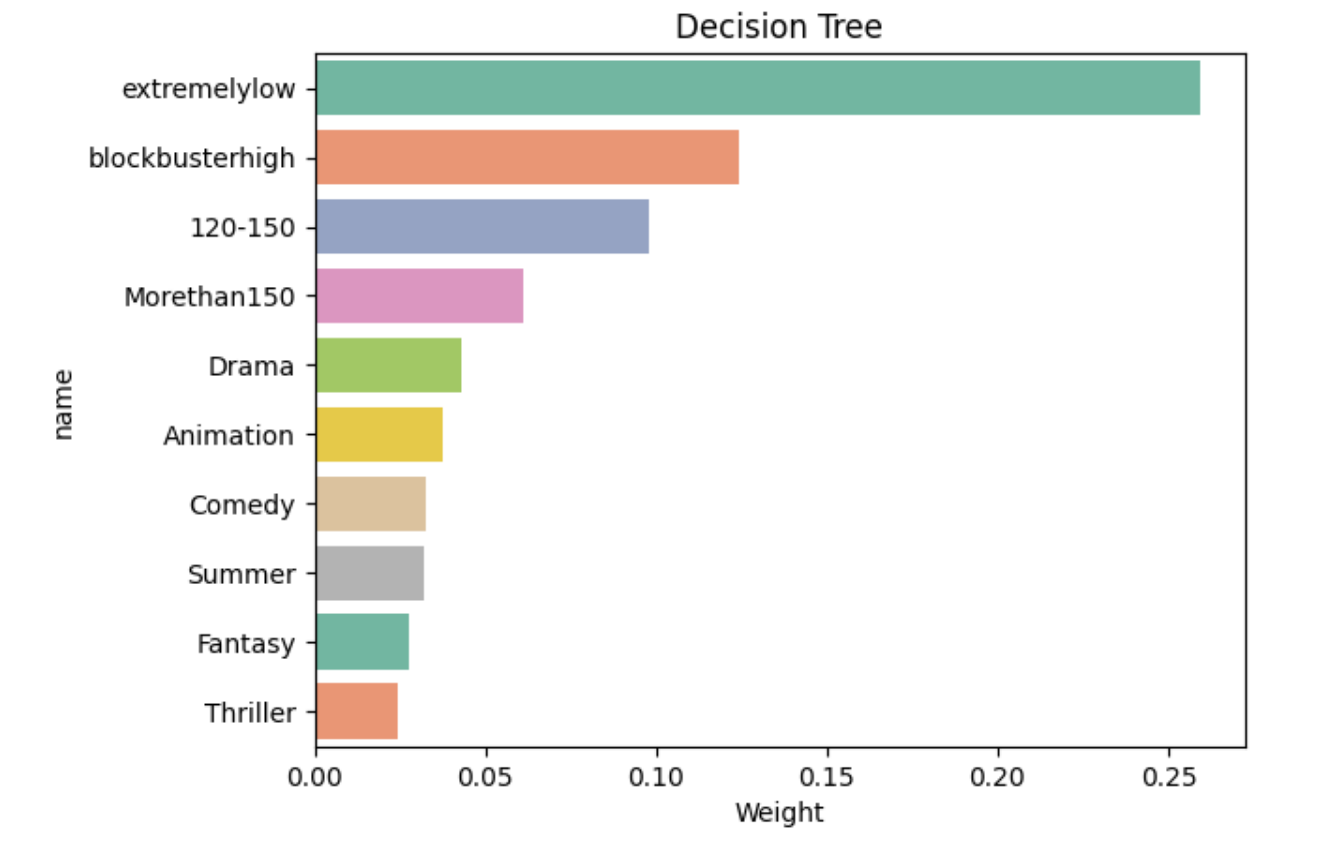 Decision Tree
extremelylow
blockbusterhigh
120-150
Morethan150
Drama
Animation
Comedy
Summer
Fantasy
Thriller
name
0.00 0.05 0.10 0.15 0.20 0.25
Weight